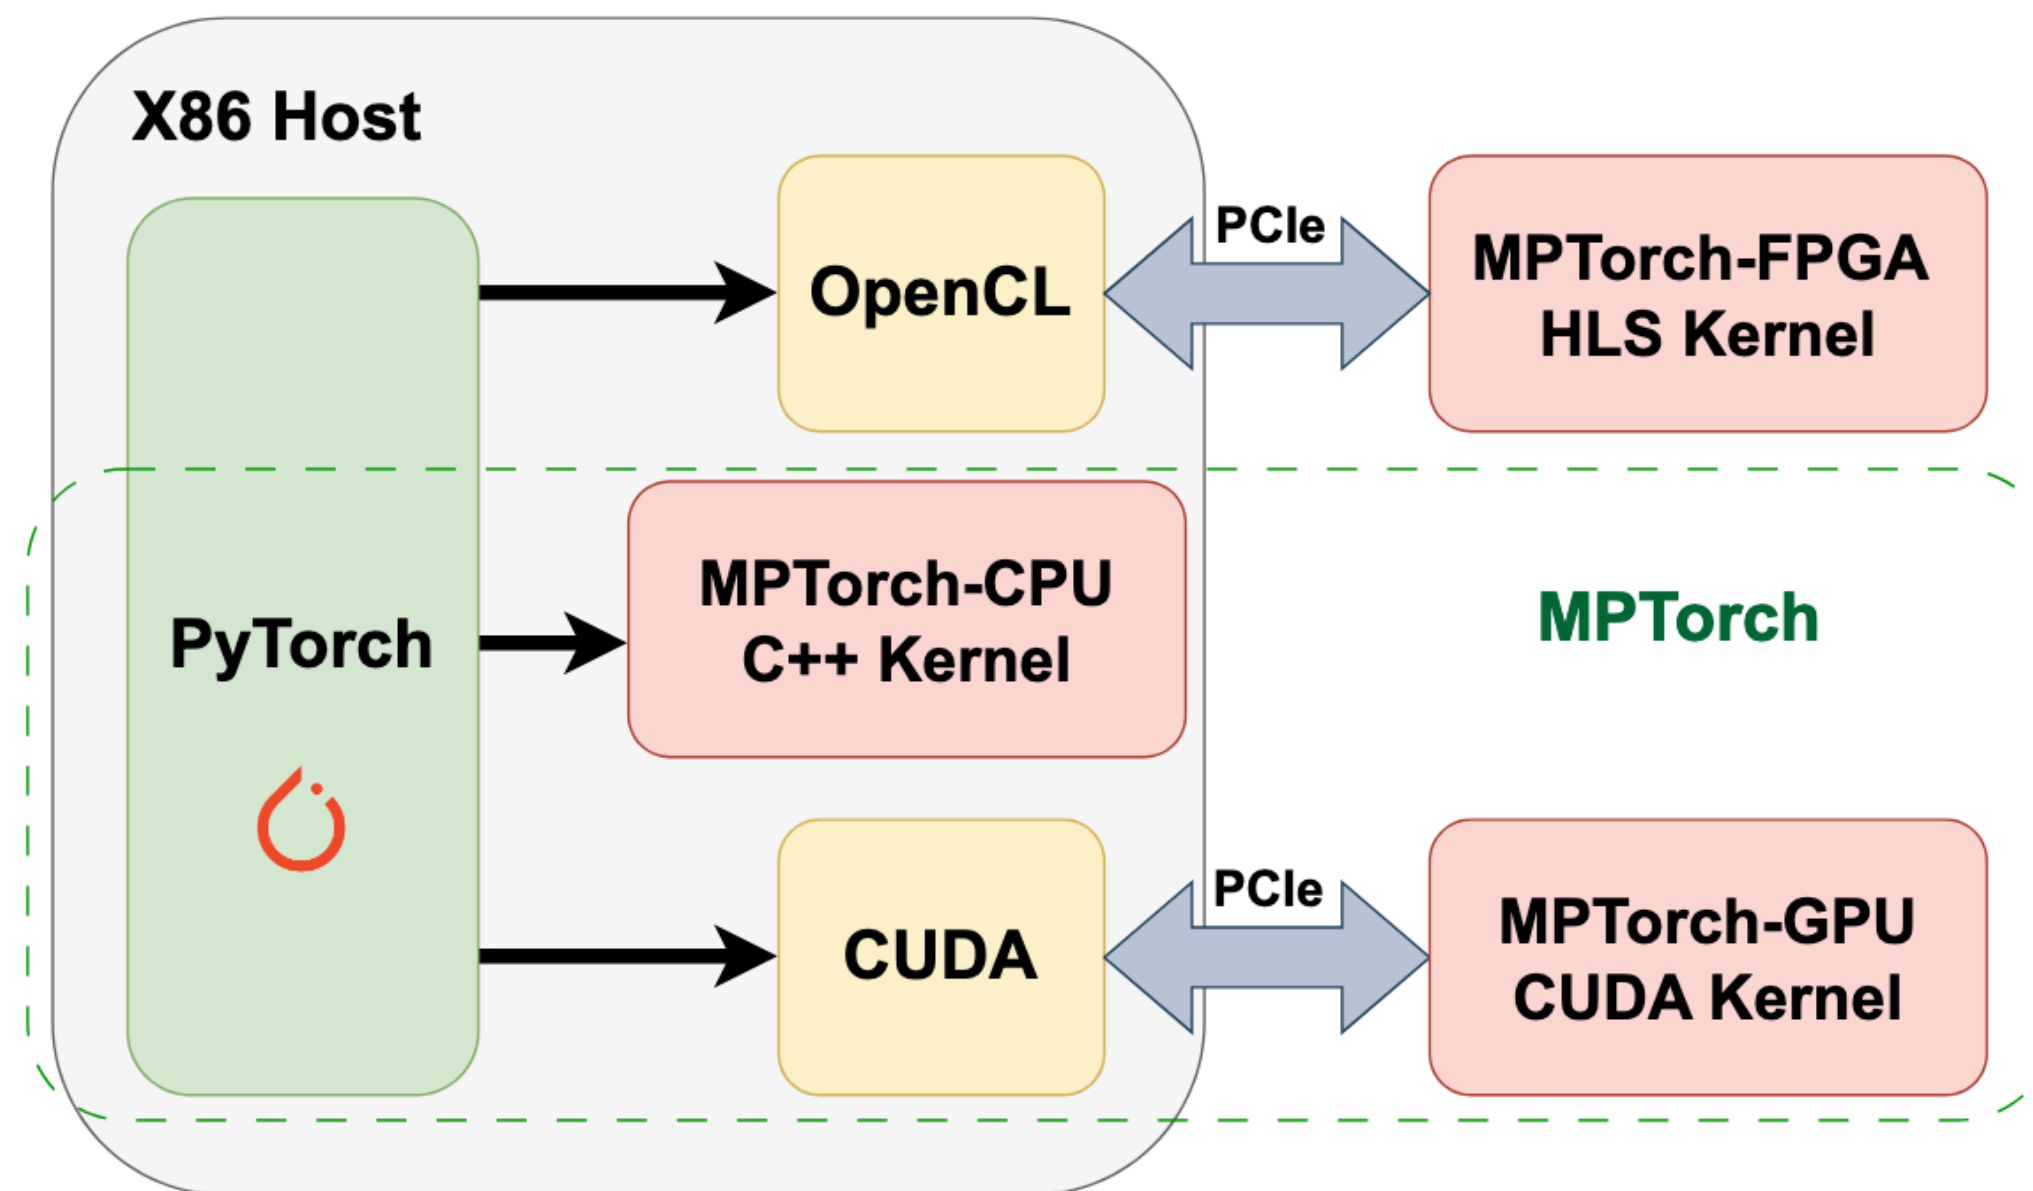 X86 Host
OpenCL
PCIe
MPTorch-FPGA
HLS Kernel
PyTorch
MPTorch-CPU
C++ Kernel
MPTorch
CUDA
PCIe
MPTorch-GPU
CUDA Kernel